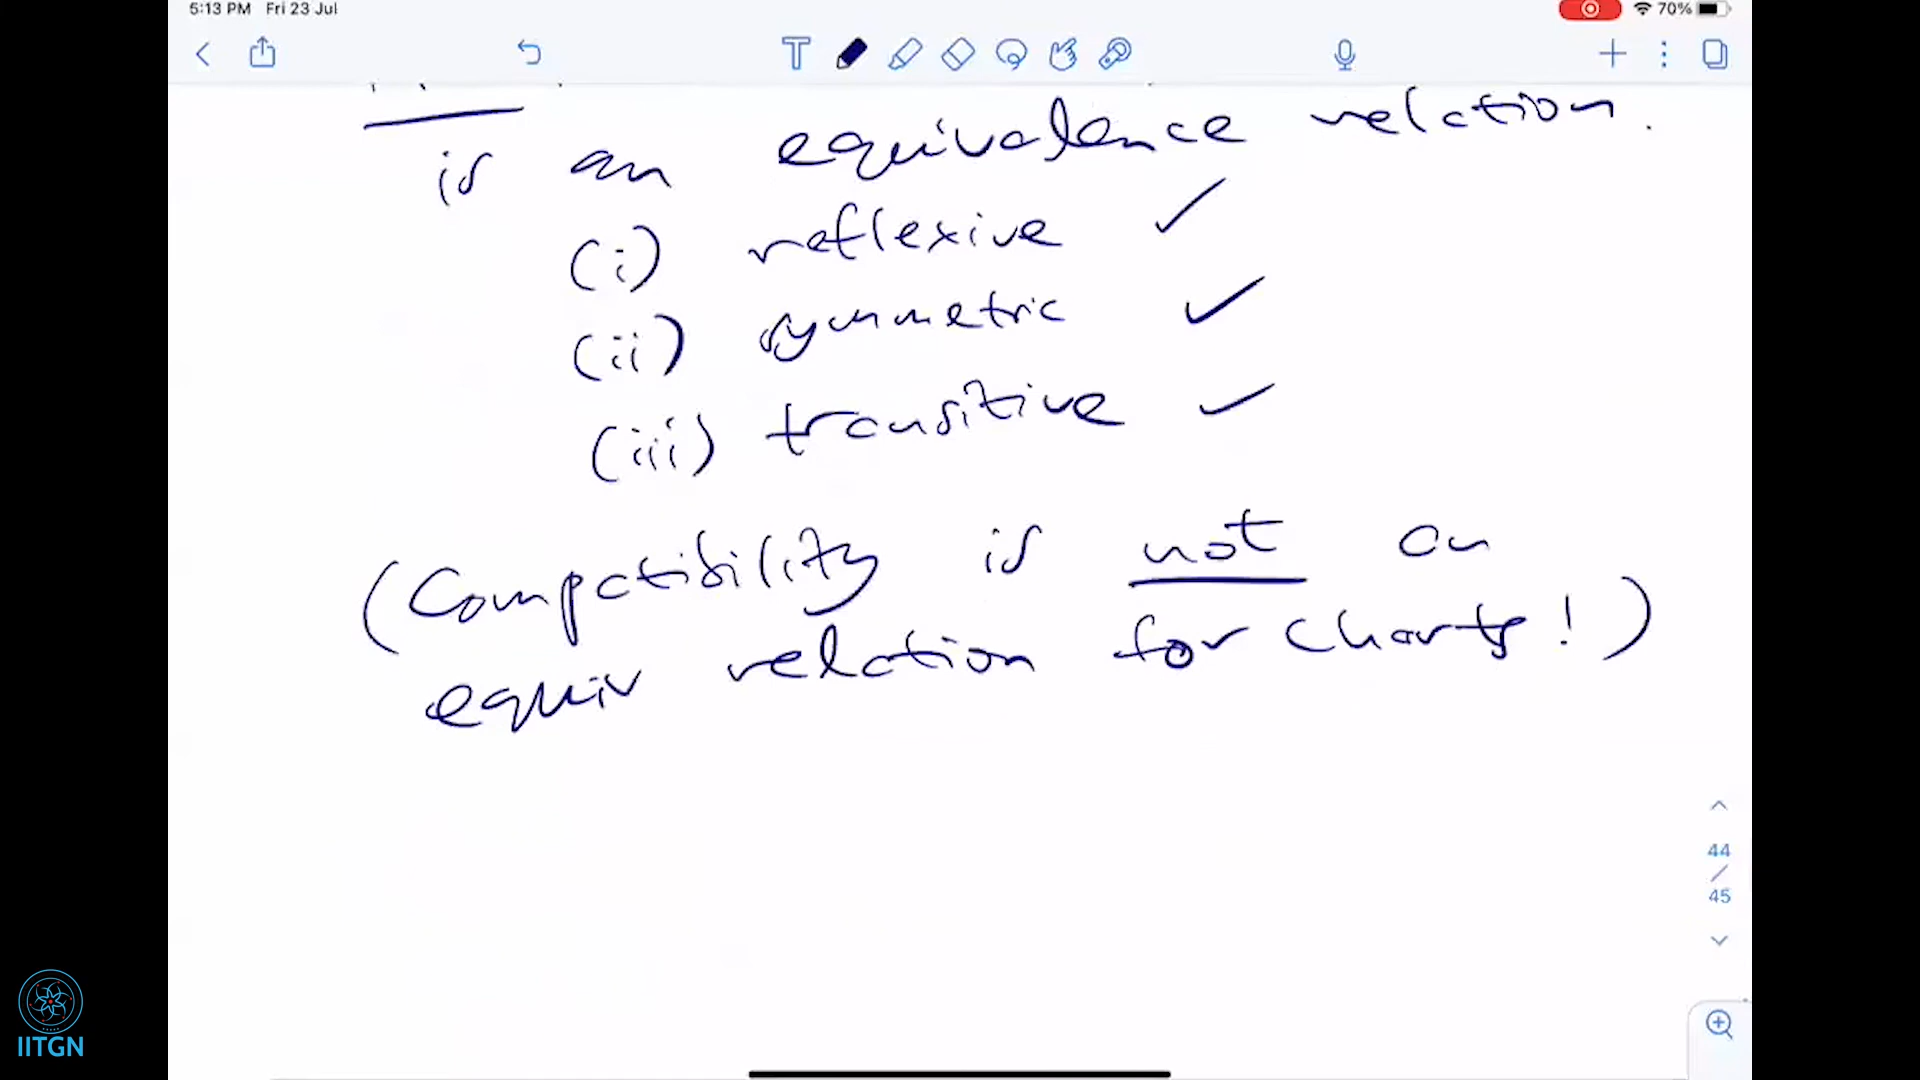 5:13 PM Fri 23 Jul
70%
is an equivalence relation.
(i) reflexive ✓
(ii) symmetric ✓
(iii) transitive ✓
(Compatibility is not an
equiv relation for charts!)
44
/
45
IITGN